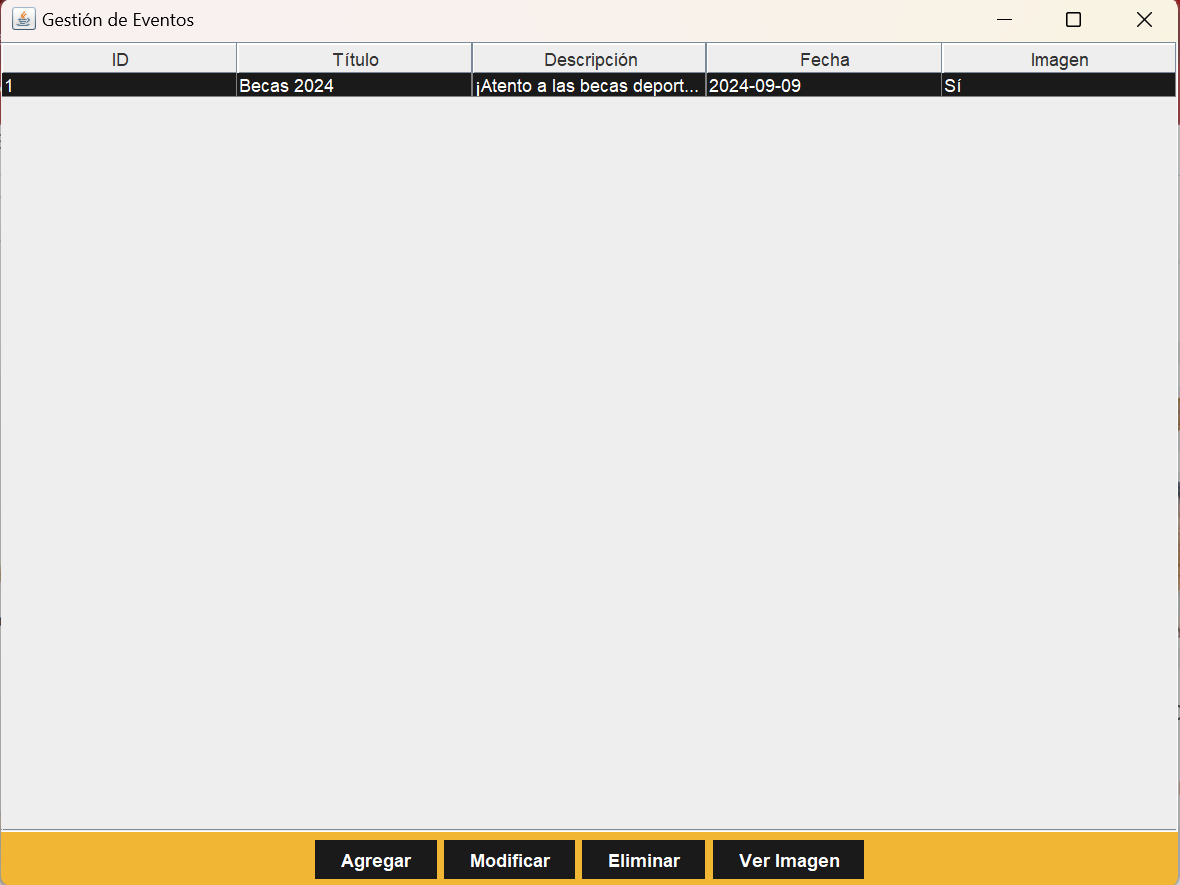 Gestión de Eventos
ID Título Descripción Fecha Imagen
1 Becas 2024 ¡Atento a las becas deport... 2024-09-09 Sí
Agregar Modificar Eliminar Ver Imagen